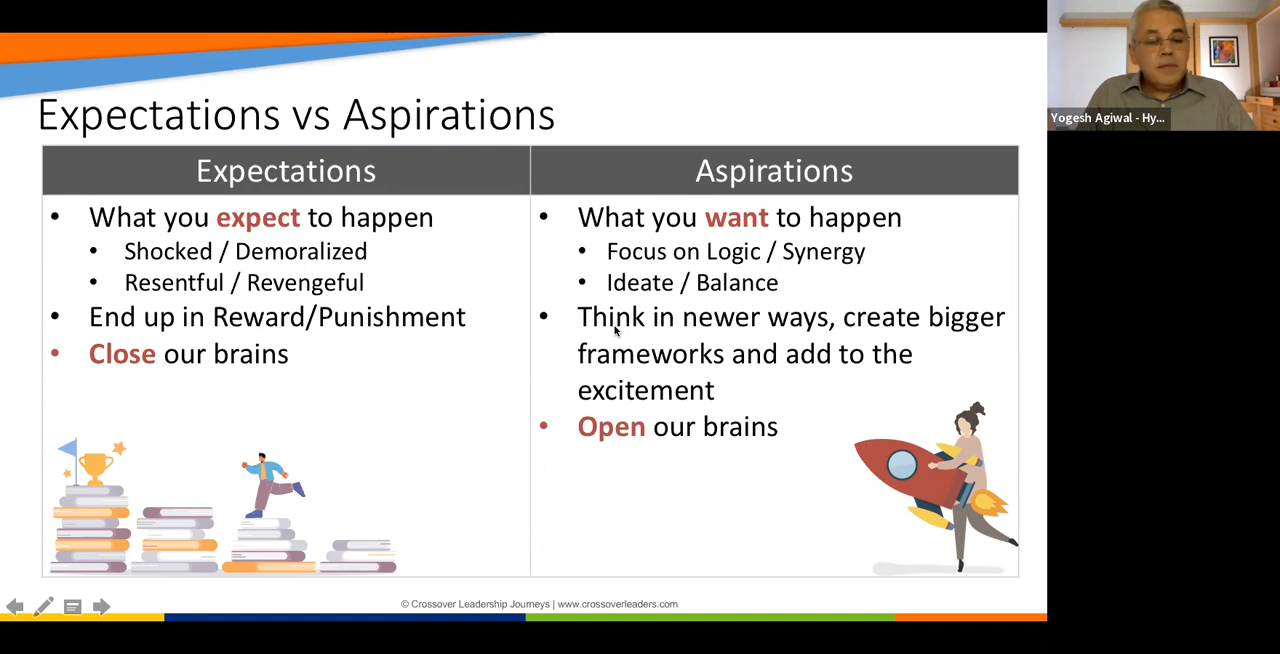 Expectations vs Aspirations
Expectations
What you expect to happen
Shocked / Demoralized
Resentful / Revengeful
End up in Reward/Punishment
Close our brains
Aspirations
What you want to happen
Focus on Logic / Synergy
Ideate / Balance
Think in newer ways, create bigger
frameworks and add to the
excitement
Open our brains
© Crossover Leadership Journeys | www.crossoverleaders.com
Yogesh Agiwal - Hy...